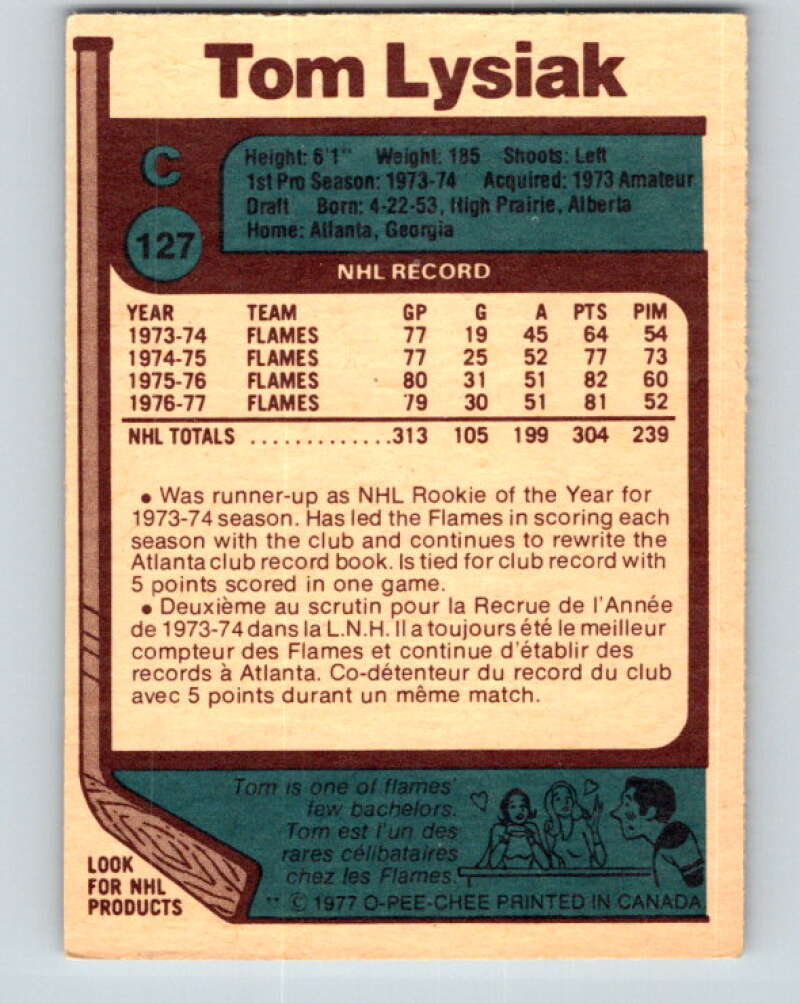 Tom Lysiak
C
127
Height: 6'1" Weight: 185 Shoots: Left
1st Pro Season: 1973-74 Acquired: 1973 Amateur
Draft Born: 4-22-53, High Prairie, Alberta
Home: Atlanta, Georgia
NHL RECORD
YEAR TEAM GP G A PTS PIM
1973-74 FLAMES 77 19 45 64 54
1974-75 FLAMES 77 25 52 77 73
1975-76 FLAMES 80 31 51 82 60
1976-77 FLAMES 79 30 51 81 52
NHL TOTALS .............313 105 199 304 239
• Was runner-up as NHL Rookie of the Year for
1973-74 season. Has led the Flames in scoring each
season with the club and continues to rewrite the
Atlanta club record book. Is tied for club record with
5 points scored in one game.
• Deuxième au scrutin pour la Recrue de l'Année
de 1973-74 dans la L.N.H. Il a toujours été le meilleur
compteur des Flames et continue d'établir des
records à Atlanta. Co-détenteur du record du club
avec 5 points durant un même match.
Tom is one of flames'
few bachelors.
Tom est l'un des
rares célibataires
chez les Flames.
LOOK
FOR NHL
PRODUCTS
** © 1977 O-PEE-CHEE PRINTED IN CANADA